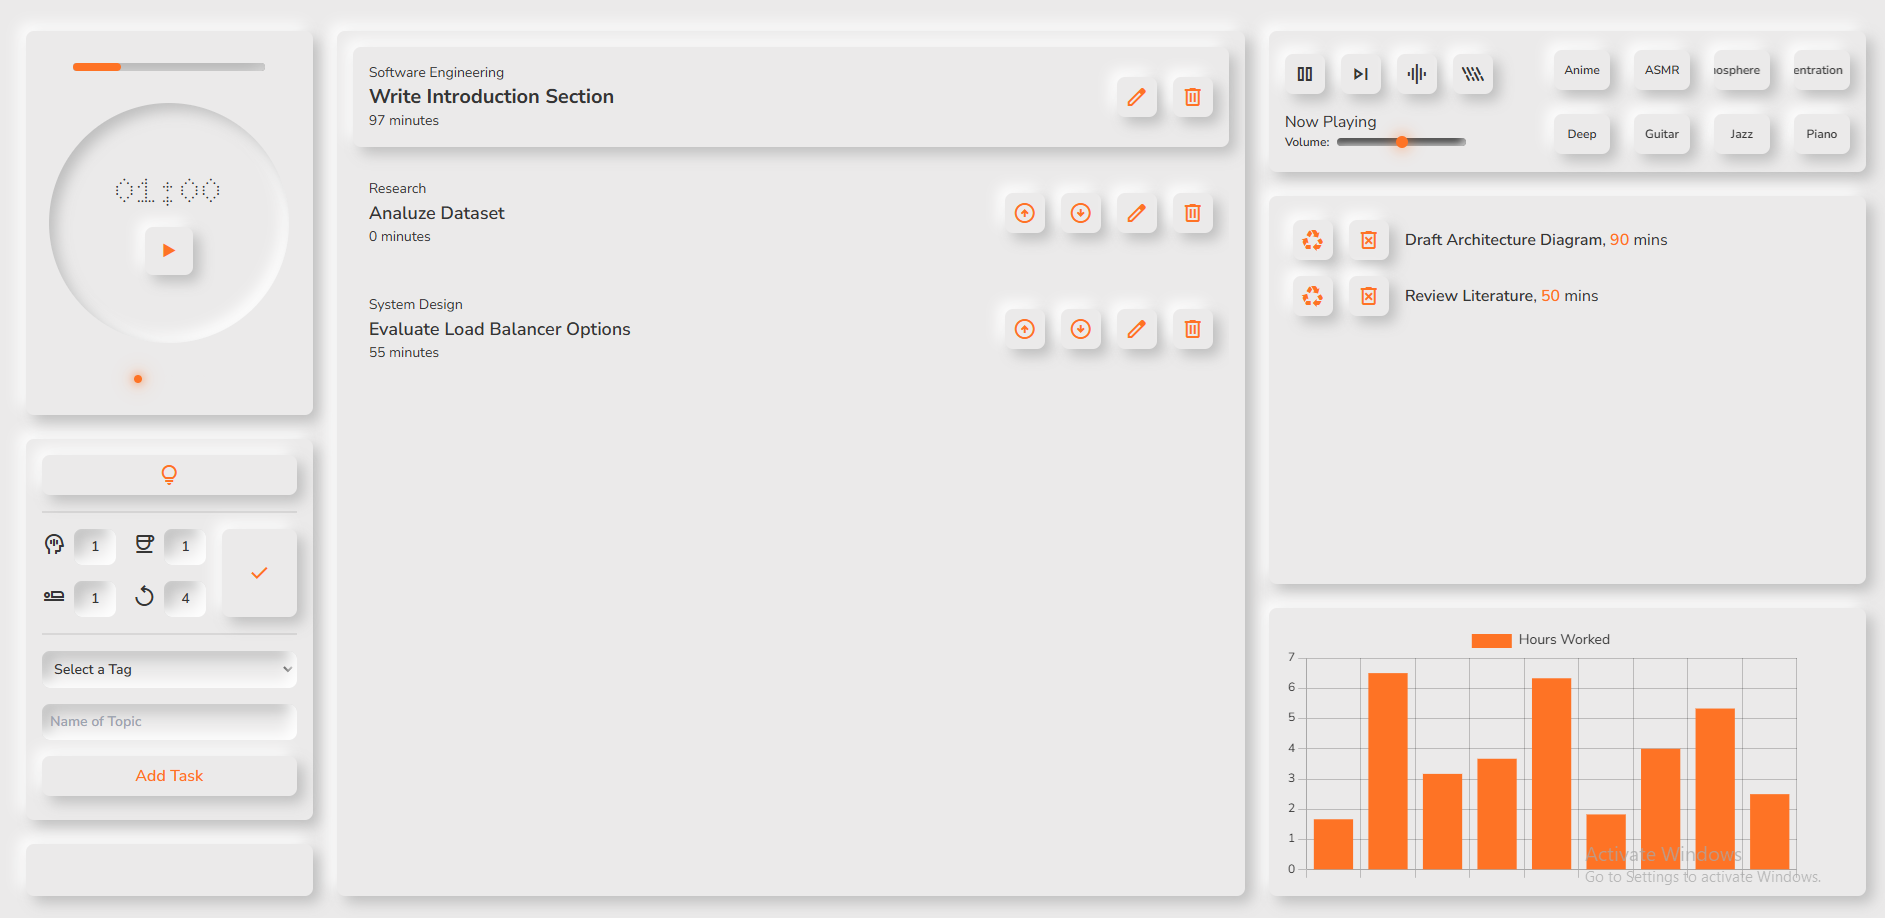 01:00
1
1
1
4
Select a Tag
Name of Topic
Add Task
Software Engineering
Write Introduction Section
97 minutes
Research
Analuze Dataset
0 minutes
System Design
Evaluate Load Balancer Options
55 minutes
Now Playing
Volume:
Anime
ASMR
nosphere
entration
Deep
Guitar
Jazz
Piano
Draft Architecture Diagram, 90 mins
Review Literature, 50 mins
Hours Worked
7
6
5
4
3
2
1
0
Activate Windows
Go to Settings to activate Windows.